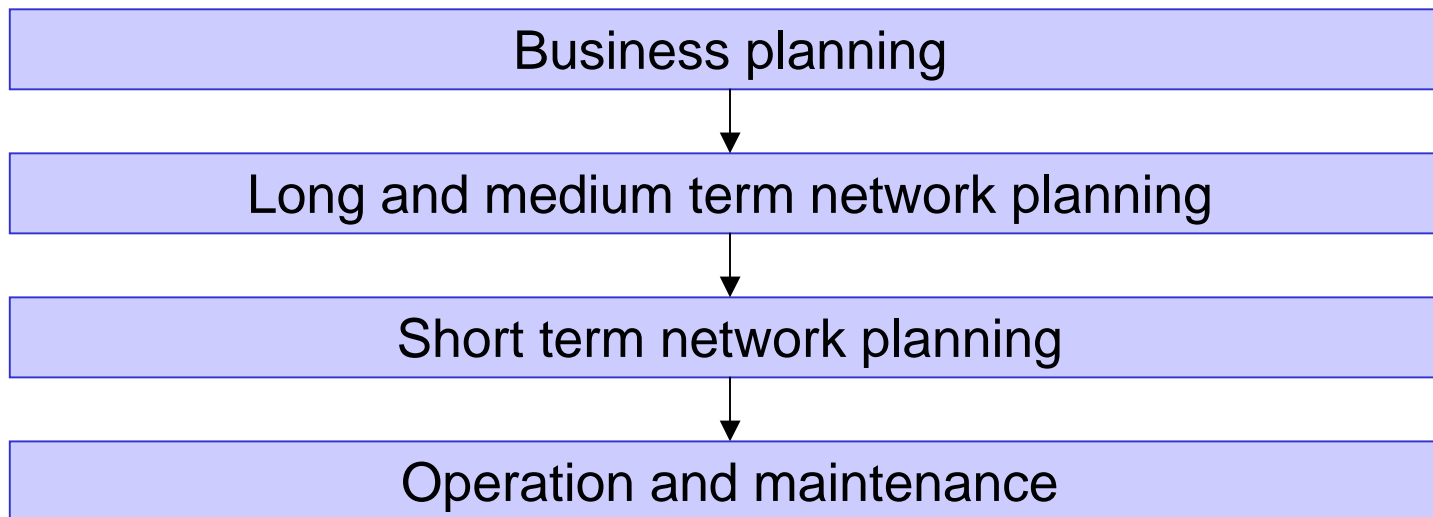 Business planning
Long and medium term network planning
Short term network planning
Operation and maintenance